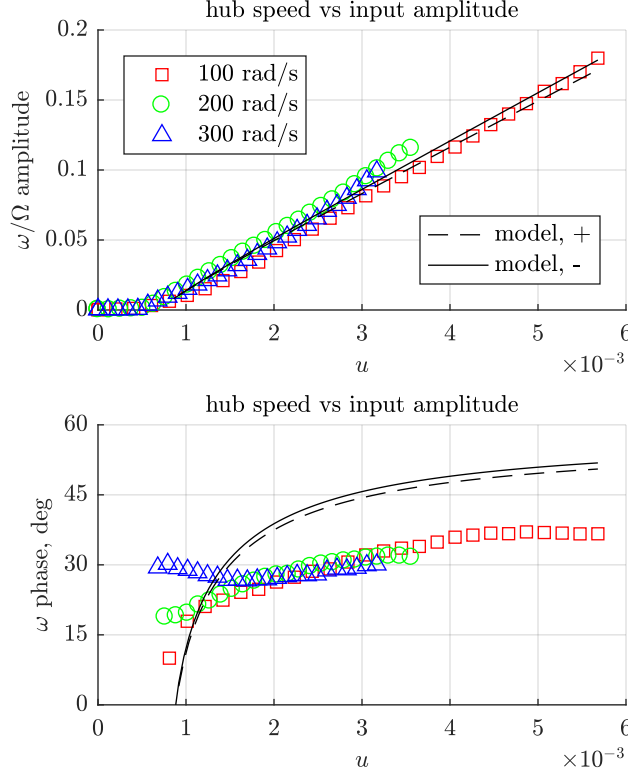 hub speed vs input amplitude
0.2
0.15
0.1
0.05
0
ω/Ω amplitude
100 rad/s
200 rad/s
300 rad/s
model, +
model, -
0 1 2 3 4 5 6
u
×10⁻³
hub speed vs input amplitude
60
45
30
15
0
ω phase, deg
0 1 2 3 4 5 6
u
×10⁻³